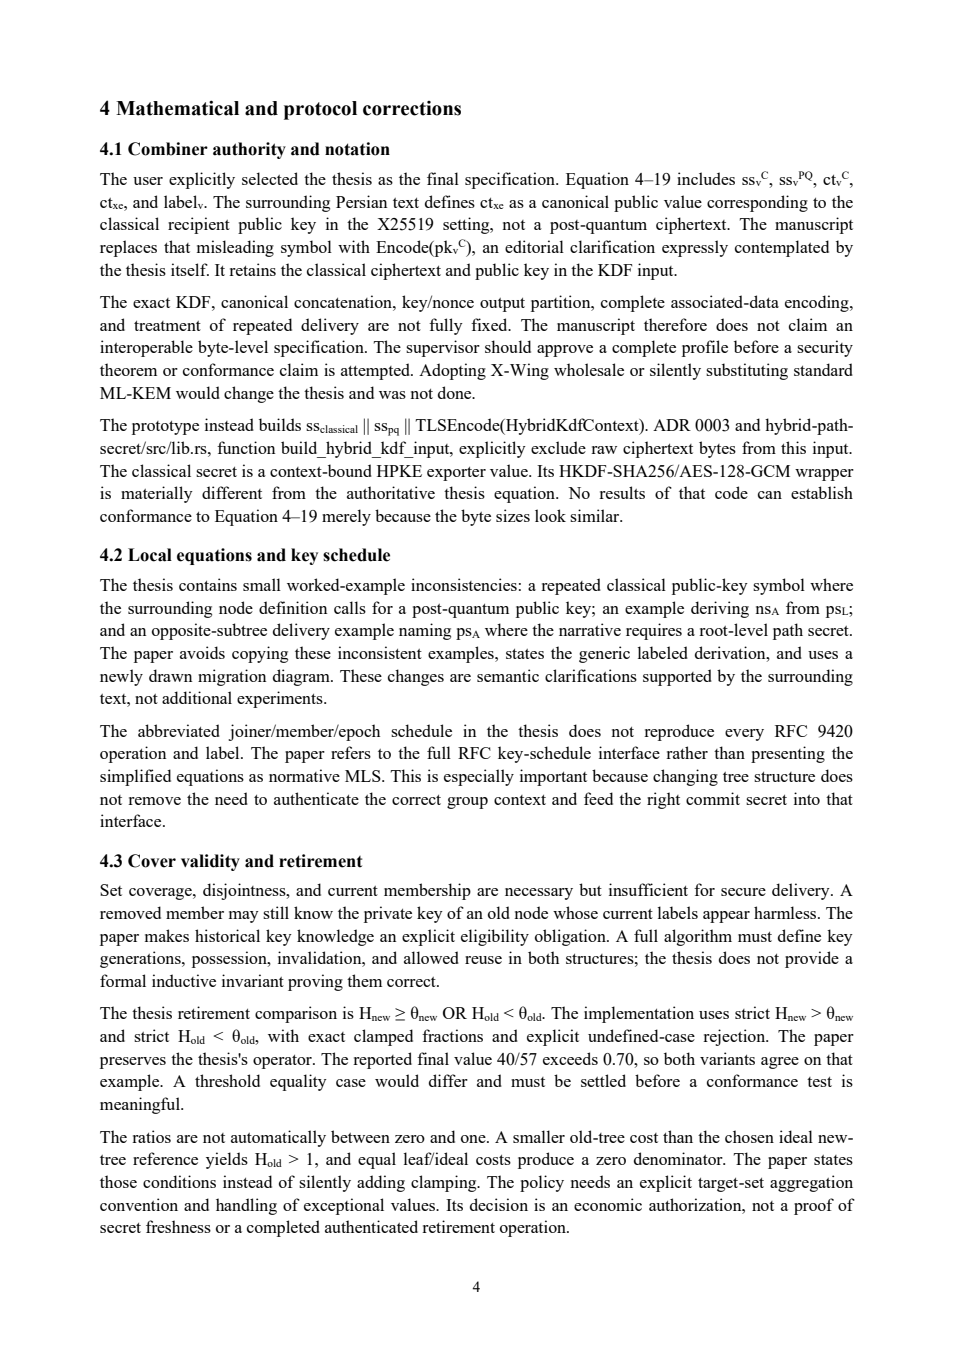 4 Mathematical and protocol corrections
4.1 Combiner authority and notation
The user explicitly selected the thesis as the final specification. Equation 4–19 includes ssᵥᶜ, ssᵥᴾQ, ctᵥᶜ,
ctₓₑ, and labelᵥ. The surrounding Persian text defines ctₓₑ as a canonical public value corresponding to the
classical recipient public key in the X25519 setting, not a post-quantum ciphertext. The manuscript
replaces that misleading symbol with Encode(pkᵥᶜ), an editorial clarification expressly contemplated by
the thesis itself. It retains the classical ciphertext and public key in the KDF input.
The exact KDF, canonical concatenation, key/nonce output partition, complete associated-data encoding,
and treatment of repeated delivery are not fully fixed. The manuscript therefore does not claim an
interoperable byte-level specification. The supervisor should approve a complete profile before a security
theorem or conformance claim is attempted. Adopting X-Wing wholesale or silently substituting standard
ML-KEM would change the thesis and was not done.
The prototype instead builds ssclassical || sspq || TLSEncode(HybridKdfContext). ADR 0003 and hybrid-path-
secret/src/lib.rs, function build_hybrid_kdf_input, explicitly exclude raw ciphertext bytes from this input.
The classical secret is a context-bound HPKE exporter value. Its HKDF-SHA256/AES-128-GCM wrapper
is materially different from the authoritative thesis equation. No results of that code can establish
conformance to Equation 4–19 merely because the byte sizes look similar.
4.2 Local equations and key schedule
The thesis contains small worked-example inconsistencies: a repeated classical public-key symbol where
the surrounding node definition calls for a post-quantum public key; an example deriving nsA from psL;
and an opposite-subtree delivery example naming psA where the narrative requires a root-level path secret.
The paper avoids copying these inconsistent examples, states the generic labeled derivation, and uses a
newly drawn migration diagram. These changes are semantic clarifications supported by the surrounding
text, not additional experiments.
The abbreviated joiner/member/epoch schedule in the thesis does not reproduce every RFC 9420
operation and label. The paper refers to the full RFC key-schedule interface rather than presenting the
simplified equations as normative MLS. This is especially important because changing tree structure does
not remove the need to authenticate the correct group context and feed the right commit secret into that
interface.
4.3 Cover validity and retirement
Set coverage, disjointness, and current membership are necessary but insufficient for secure delivery. A
removed member may still know the private key of an old node whose current labels appear harmless. The
paper makes historical key knowledge an explicit eligibility obligation. A full algorithm must define key
generations, possession, invalidation, and allowed reuse in both structures; the thesis does not provide a
formal inductive invariant proving them correct.
The thesis retirement comparison is Hnew ≥ θnew OR Hold < θold. The implementation uses strict Hnew > θnew
and strict Hold < θold, with exact clamped fractions and explicit undefined-case rejection. The paper
preserves the thesis's operator. The reported final value 40/57 exceeds 0.70, so both variants agree on that
example. A threshold equality case would differ and must be settled before a conformance test is
meaningful.
The ratios are not automatically between zero and one. A smaller old-tree cost than the chosen ideal new-
tree reference yields Hold > 1, and equal leaf/ideal costs produce a zero denominator. The paper states
those conditions instead of silently adding clamping. The policy needs an explicit target-set aggregation
convention and handling of exceptional values. Its decision is an economic authorization, not a proof of
secret freshness or a completed authenticated retirement operation.
4